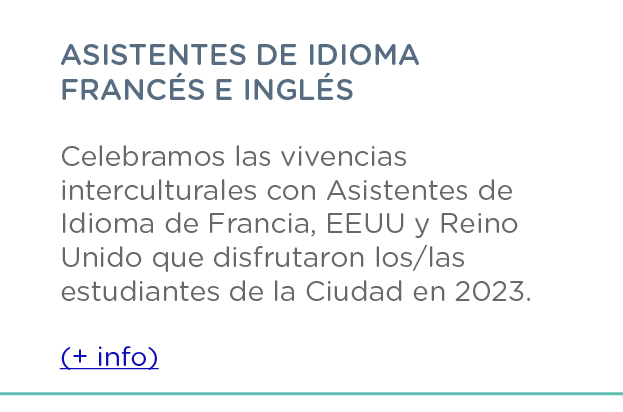 ASISTENTES DE IDIOMA
FRANCÉS E INGLÉS
Celebramos las vivencias
interculturales con Asistentes de
Idioma de Francia, EEUU y Reino
Unido que disfrutaron los/las
estudiantes de la Ciudad en 2023.
(+ info)